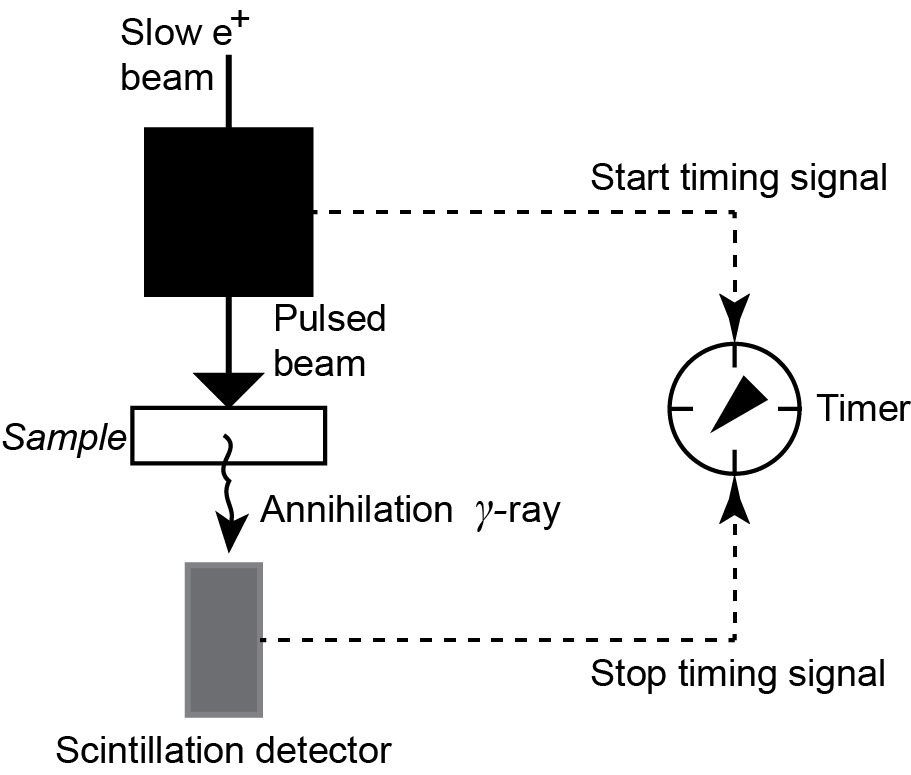 Slow e⁺
beam
Start timing signal
Pulsed
beam
Timer
Sample
Annihilation γ-ray
Stop timing signal
Scintillation detector